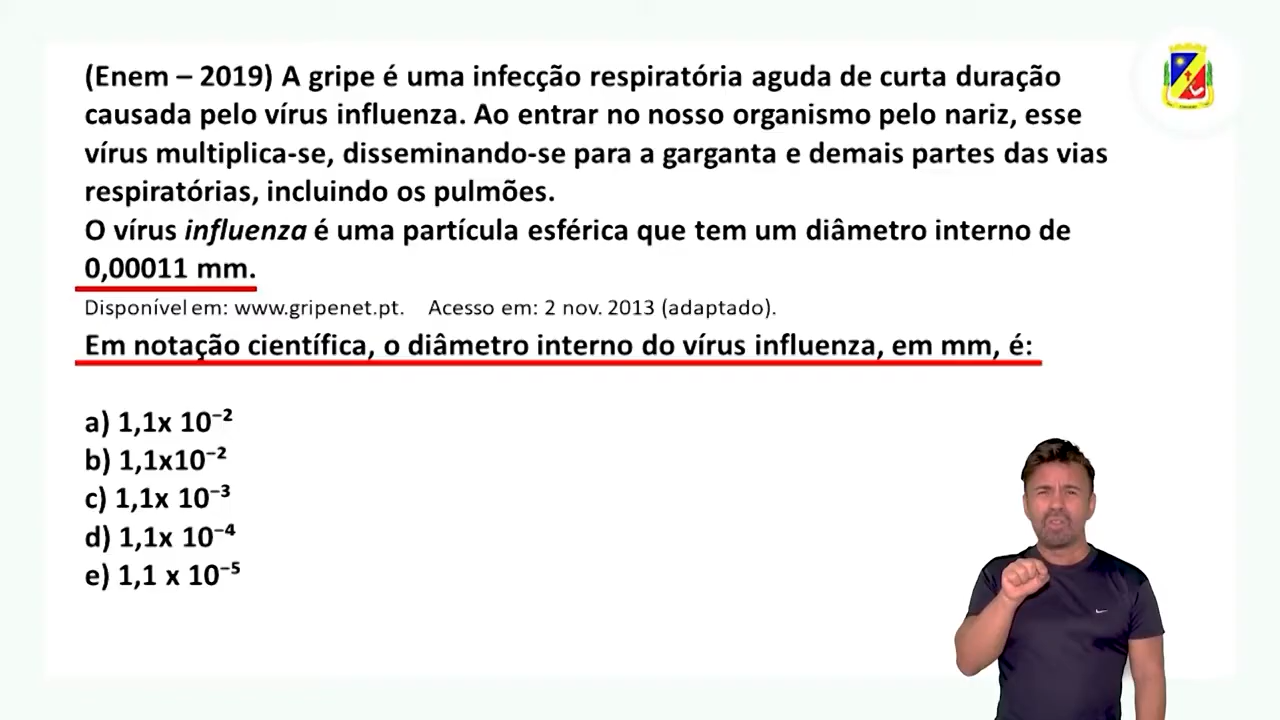 (Enem – 2019) A gripe é uma infecção respiratória aguda de curta duração
causada pelo vírus influenza. Ao entrar no nosso organismo pelo nariz, esse
vírus multiplica-se, disseminando-se para a garganta e demais partes das vias
respiratórias, incluindo os pulmões.
O vírus influenza é uma partícula esférica que tem um diâmetro interno de
0,00011 mm.
Disponível em: www.gripenet.pt. Acesso em: 2 nov. 2013 (adaptado).
Em notação científica, o diâmetro interno do vírus influenza, em mm, é:
a) 1,1x 10⁻²
b) 1,1x10⁻²
c) 1,1x 10⁻³
d) 1,1x 10⁻⁴
e) 1,1 x 10⁻⁵